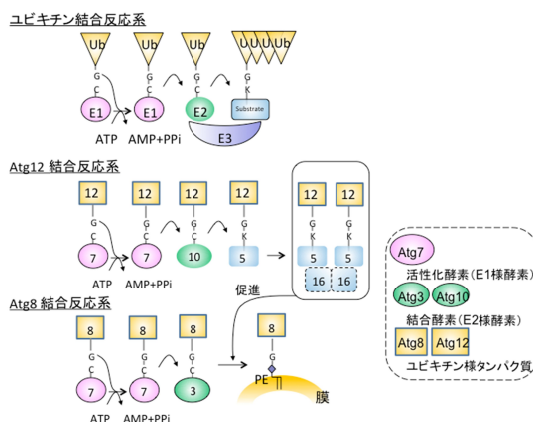 ユビキチン結合反応系
Ub Ub Ub U U U Ub
G G G G
C C C K
E1 E1 E2 Substrate
ATP AMP+PPi E3
Atg12 結合反応系
12 12 12 12 12 12
G G G G G G
C C C K K K
7 7 10 5 5 5
16 16
ATP AMP+PPi
Atg8 結合反応系
促進
8 8 8 8
G G G G
C C C
PE
7 7 3
膜
ATP AMP+PPi
Atg7
活性化酵素(E1様酵素)
Atg3 Atg10
結合酵素(E2様酵素)
Atg8 Atg12
ユビキチン様タンパク質